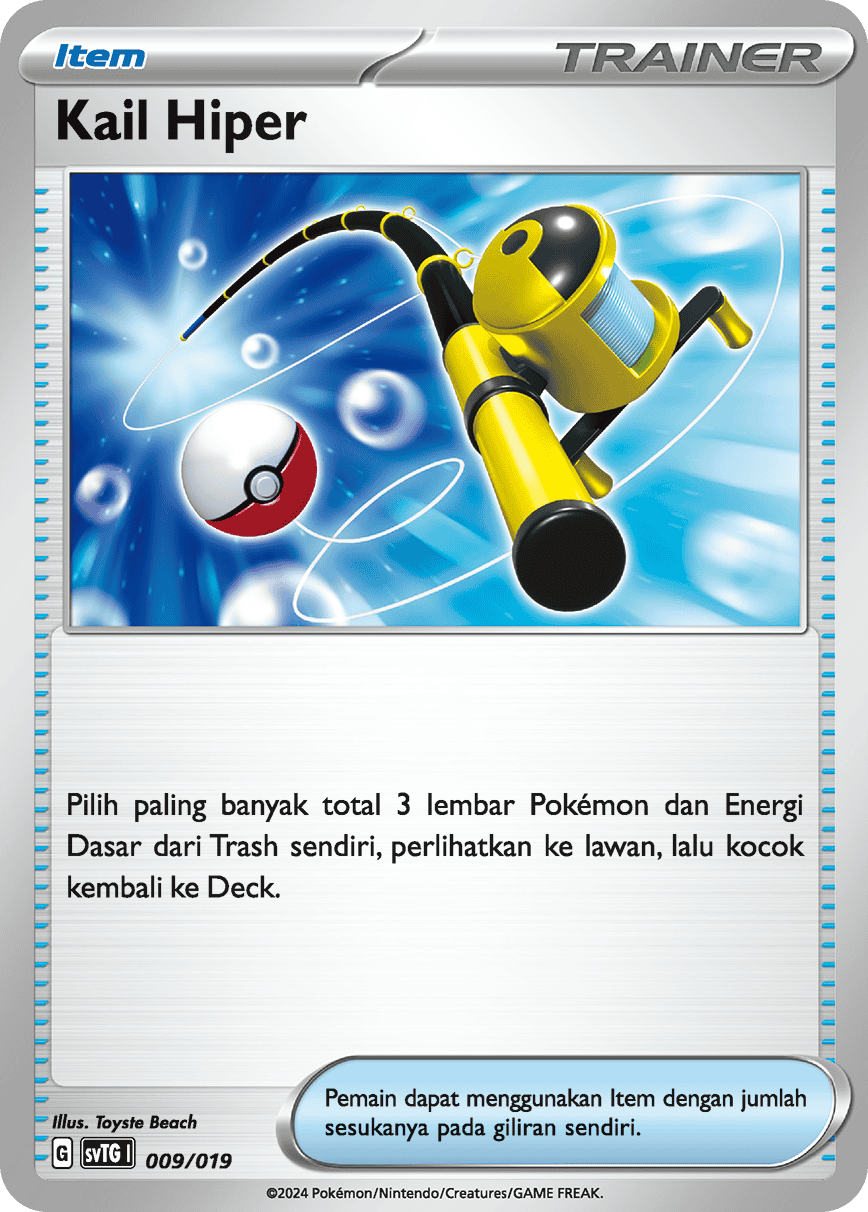 Item
TRAINER
Kail Hiper
Pilih paling banyak total 3 lembar Pokémon dan Energi
Dasar dari Trash sendiri, perlihatkan ke lawan, lalu kocok
kembali ke Deck.
Pemain dapat menggunakan Item dengan jumlah
sesukanya pada giliran sendiri.
Illus. Toyste Beach
G svTG I 009/019
©2024 Pokémon/Nintendo/Creatures/GAME FREAK.